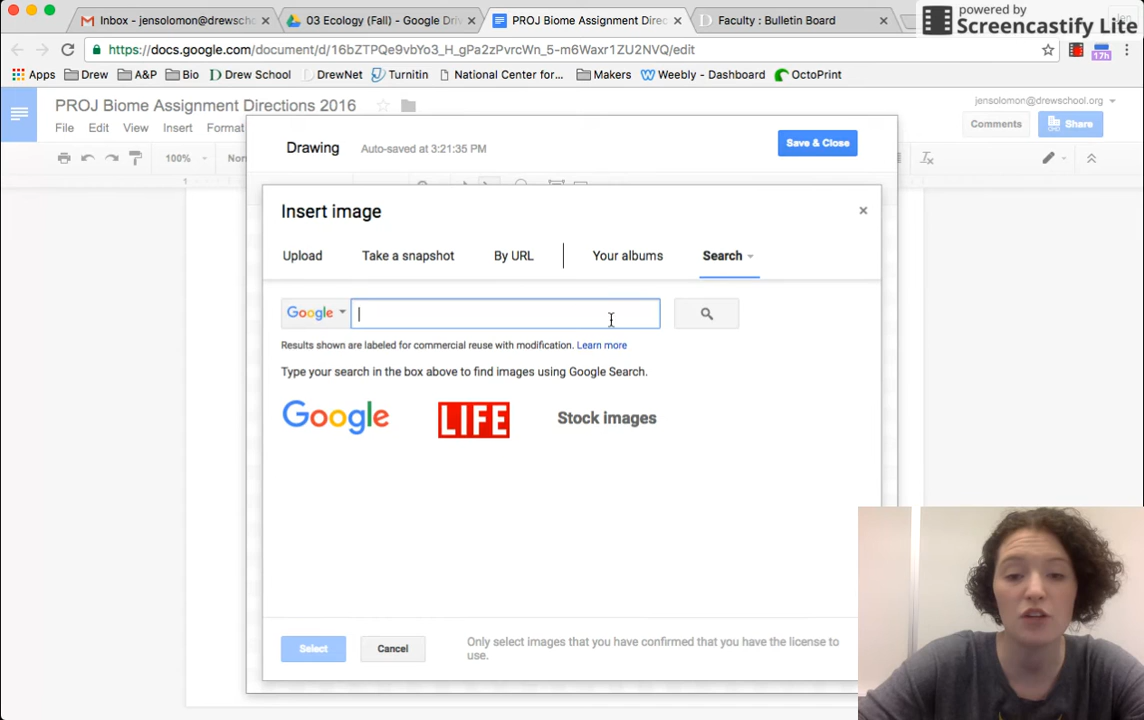 Inbox - jensolomon@drewscho
03 Ecology (Fall) - Google Driv
PROJ Biome Assignment Direc
Faculty : Bulletin Board
powered by
Screencastify Lite
https://docs.google.com/document/d/16bZTPQe9vbYo3_H_gPa2zPvrcWn_5-m6Waxr1ZU2NVQ/edit
17h
Apps Drew A&P Bio Drew School DrewNet Turnitin National Center for... Makers Weebly - Dashboard OctoPrint
PROJ Biome Assignment Directions 2016
jensolomon@drewschool.org
File Edit View Insert Format
Comments
Share
100%
Drawing
Auto-saved at 3:21:35 PM
Save & Close
1
Insert image
Upload Take a snapshot By URL Your albums Search
Google
Results shown are labeled for commercial reuse with modification. Learn more
Type your search in the box above to find images using Google Search.
Google LIFE Stock images
Select
Cancel
Only select images that you have confirmed that you have the license to
use.